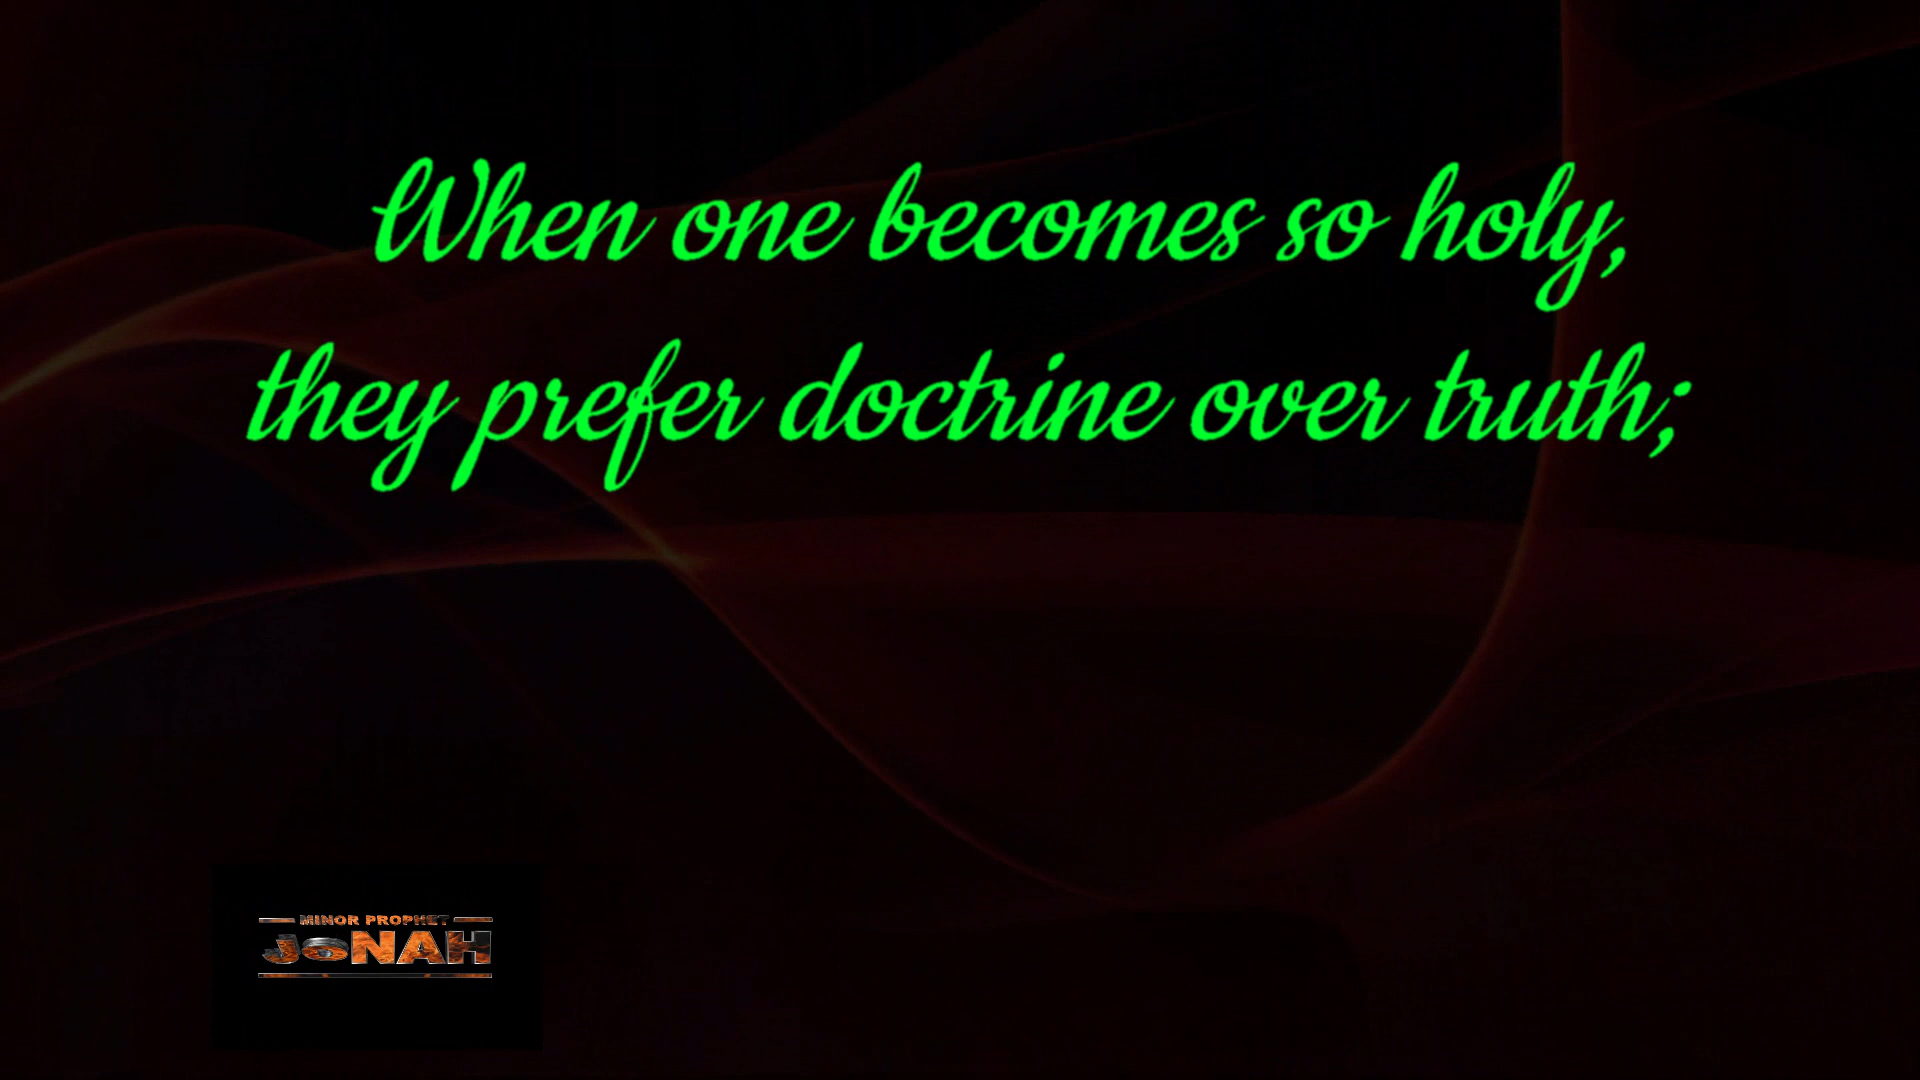 When one becomes so holy,
they prefer doctrine over truth;
MINOR PROPHET
JoNAH